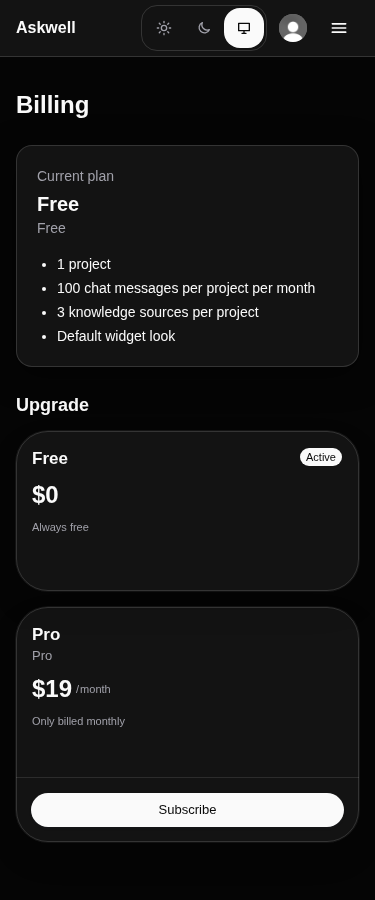 Askwell
Billing
Current plan
Free
Free
1 project
100 chat messages per project per month
3 knowledge sources per project
Default widget look
Upgrade
Free
Active
$0
Always free
Pro
Pro
$19 /month
Only billed monthly
Subscribe